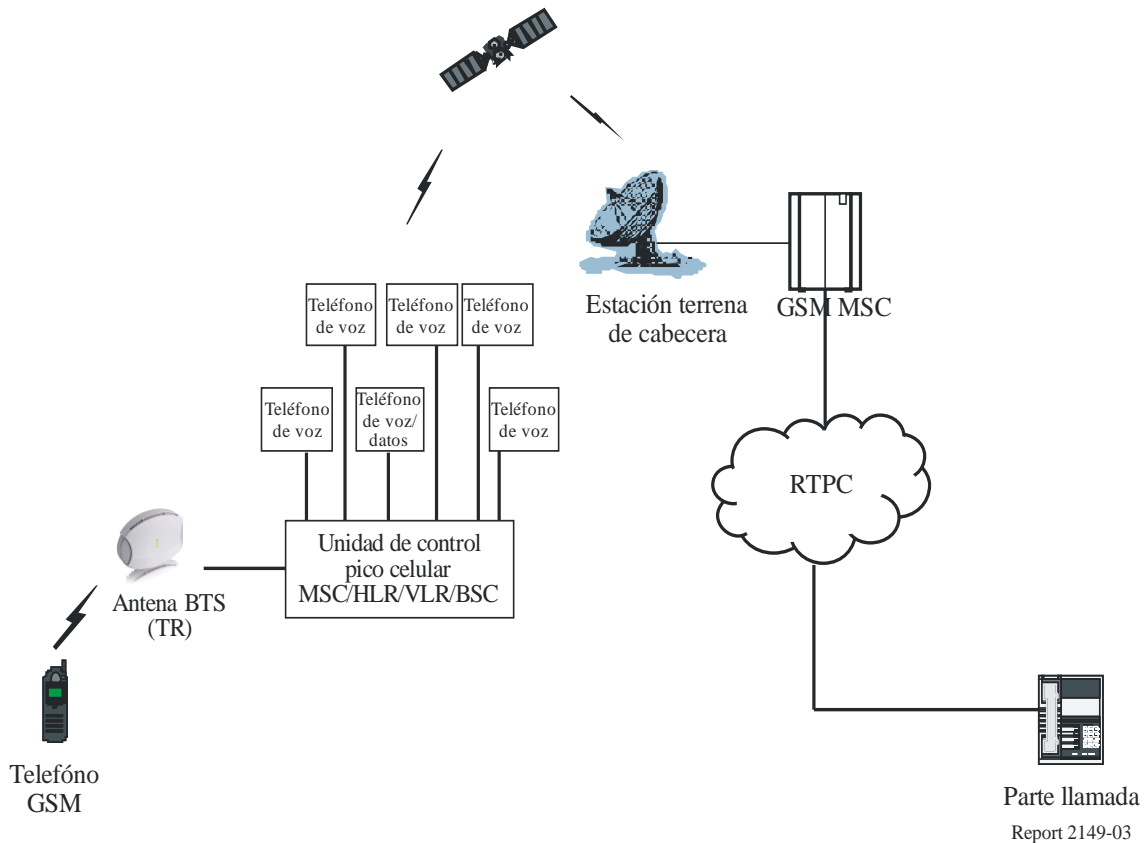 Estación terrena
de cabecera
GSM MSC
Teléfono
de voz
Teléfono
de voz
Teléfono
de voz
Teléfono
de voz
Teléfono
de voz/
datos
Teléfono
de voz
RTPC
Unidad de control
pico celular
MSC/HLR/VLR/BSC
Antena BTS
(TR)
Telefóno
GSM
Parte llamada
Report 2149-03